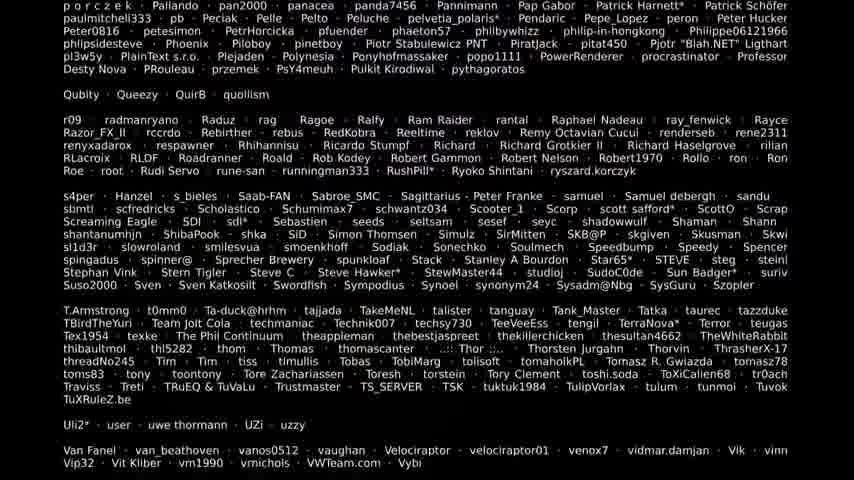 p o r c z e k · Pallando · pan2000 · panacea · panda7456 · Pannimann · Pap Gabor · Patrick Harnett* · Patrick Schöfer
paulmitchell333 · pb · Peciak · Pelle · Pelto · Peluche · pelvetia_polaris* · Pendaric · Pepe_Lopez · peron · Peter Hucker
Peter0816 · petesimon · PetrHorcicka · pfuender · phaeton57 · philbywhizz · philip-in-hongkong · Philippe06121966
phlipsidesteve · Phoenix · Piloboy · pinetboy · Piotr Stabulewicz PNT · PiratJack · pitat450 · Pjotr "Blah.NET" Ligthart
pl3w5y · PlainText s.r.o. · Plejaden · Polynesia · Ponyhofmassaker · popo1111 · PowerRenderer · procrastinator · Professor
Desty Nova · PRouleau · przemek · PsY4meuh · Pulkit Kirodiwal · pythagoratos
Qubity · Queezy · QuirB · quollism
r09 · radmanryano · Raduz · rag · Ragoe · Ralfy · Ram Raider · rantal · Raphael Nadeau · ray_fenwick · Rayce
Razor_FX_II · rccrdo · Rebirther · rebus · RedKobra · Reeltime · reklov · Remy Octavian Cucui · renderseb · rene2311
renyxadarox · respawner · Rhihannisu · Ricardo Stumpf · Richard · Richard Grotkier II · Richard Haselgrove · rilian
RLacroix · RLDF · Roadranner · Roald · Rob Kodey · Robert Gammon · Robert Nelson · Robert1970 · Rollo · ron · Ron
Roe · root · Rudi Servo · rune-san · runningman333 · RushPill* · Ryoko Shintani · ryszard.korczyk
s4per · Hanzel · s_bieles · Saab-FAN · Sabroe_SMC · Sagittarius - Peter Franke · samuel · Samuel debergh · sandu
sbmtl · scfredricks · Scholastico · Schumimax7 · schwantz034 · Scooter_1 · Scorp · scott safford* · ScottO · Scrap
Screaming Eagle · SDI · sdl* · Sebastien · seeds · seltsam · sesef · seyc · shadowwulf · Shaman · Shann
shantanumhjn · ShibaPook · shka · SiD · Simon Thomsen · Simulz · SirMitten · SKB@P · skgiven · Skusman · Skwi
sl1d3r · slowroland · smilesvua · smoenkhoff · Sodiak · Sonechko · Soulmech · Speedbump · Speedy · Spencer
spingadus · spinner@ · Sprecher Brewery · spunkloaf · Stack · Stanley A Bourdon · Star65* · STEVE · steg · steinl
Stephan Vink · Stern Tigler · Steve C · Steve Hawker* · StewMaster44 · studioj · SudoC0de · Sun Badger* · suriv
Suso2000 · Sven · Sven Katkosilt · Swordfish · Sympodius · Synoel · synonym24 · Sysadm@Nbg · SysGuru · Szopler
T.Armstrong · t0mm0 · Ta-duck@hrhm · tajjada · TakeMeNL · talister · tanguay · Tank_Master · Tatka · taurec · tazzduke
TBirdTheYuri · Team Jolt Cola · techmaniac · Technik007 · techsy730 · TeeVeeEss · tengil · TerraNova* · Terror · teugas
Tex1954 · texke · The Phil Continuum · theappleman · thebestjaspreet · thekillerchicken · thesultan4662 · TheWhiteRabbit
thibaultmol · thl5282 · thom · Thomas · thomascanter · ..::: Thor :::.. · Thorsten Jurgahn · Thorvin · ThrasherX-17
threadNo245 · Tim · Tim · tiss · tlmullis · Tobas · TobiMarg · tolisoft · tomaholkPL · Tomasz R. Gwiazda · tomasz78
toms83 · tony · toontony · Tore Zachariassen · Toresh · torstein · Tory Clement · toshi.soda · ToXiCalien68 · tr0ach
Traviss · Treti · TRuEQ & TuVaLu · Trustmaster · TS_SERVER · TSK · tuktuk1984 · TulipVorlax · tulum · tunmoi · Tuvok
TuXRuleZ.be
Uli2* · user · uwe thormann · UZi · uzzy
Van Fanel · van_beathoven · vanos0512 · vaughan · Velociraptor · velociraptor01 · venox7 · vidmar.damjan · Vik · vinn
Vip32 · Vit Kliber · vm1990 · vmichols · VWTeam.com · Vybi